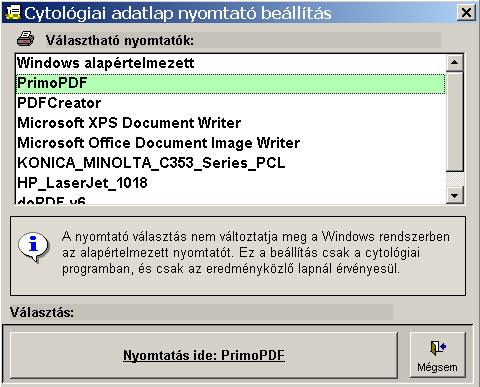 Cytológiai adatlap nyomtató beállítás
Választható nyomtatók:
Windows alapértelmezett
PrimoPDF
PDFCreator
Microsoft XPS Document Writer
Microsoft Office Document Image Writer
KONICA_MINOLTA_C353_Series_PCL
HP_LaserJet_1018
doPDF v6
A nyomtató választás nem változtatja meg a Windows rendszerben
az alapértelmezett nyomtatót. Ez a beállítás csak a cytológiai
programban, és csak az eredményközlő lapnál érvényesül.
Választás:
Nyomtatás ide: PrimoPDF
Mégsem